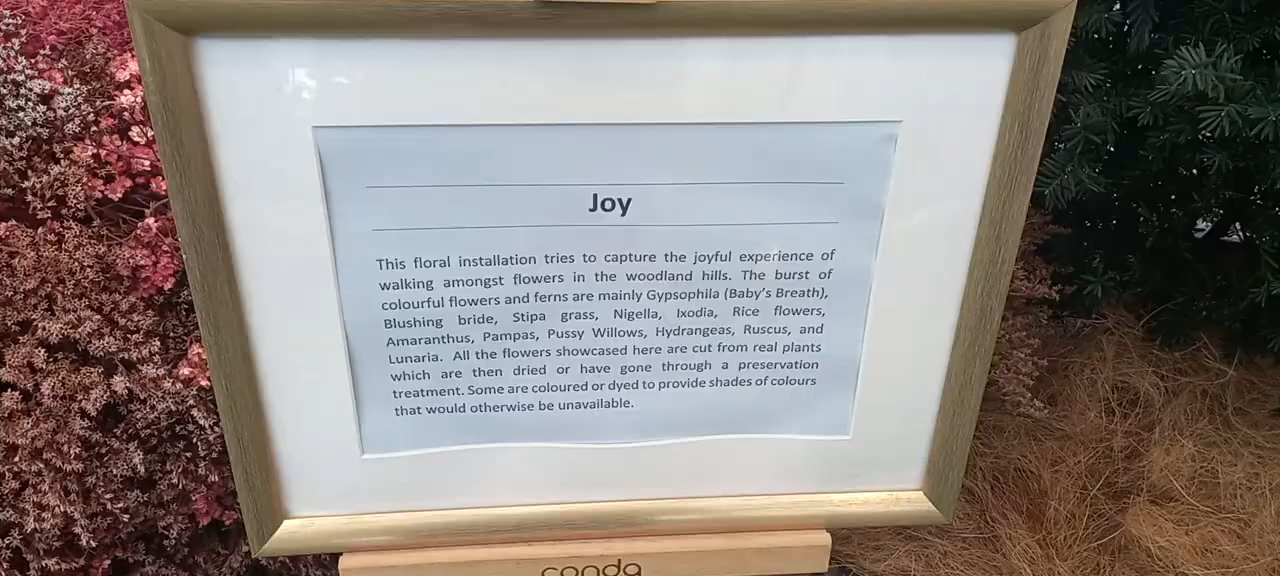 Joy
This floral installation tries to capture the joyful experience of
walking amongst flowers in the woodland hills. The burst of
colourful flowers and ferns are mainly Gypsophila (Baby's Breath),
Blushing bride, Stipa grass, Nigella, Ixodia, Rice flowers,
Amaranthus, Pampas, Pussy Willows, Hydrangeas, Ruscus, and
Lunaria. All the flowers showcased here are cut from real plants
which are then dried or have gone through a preservation
treatment. Some are coloured or dyed to provide shades of colours
that would otherwise be unavailable.
conda